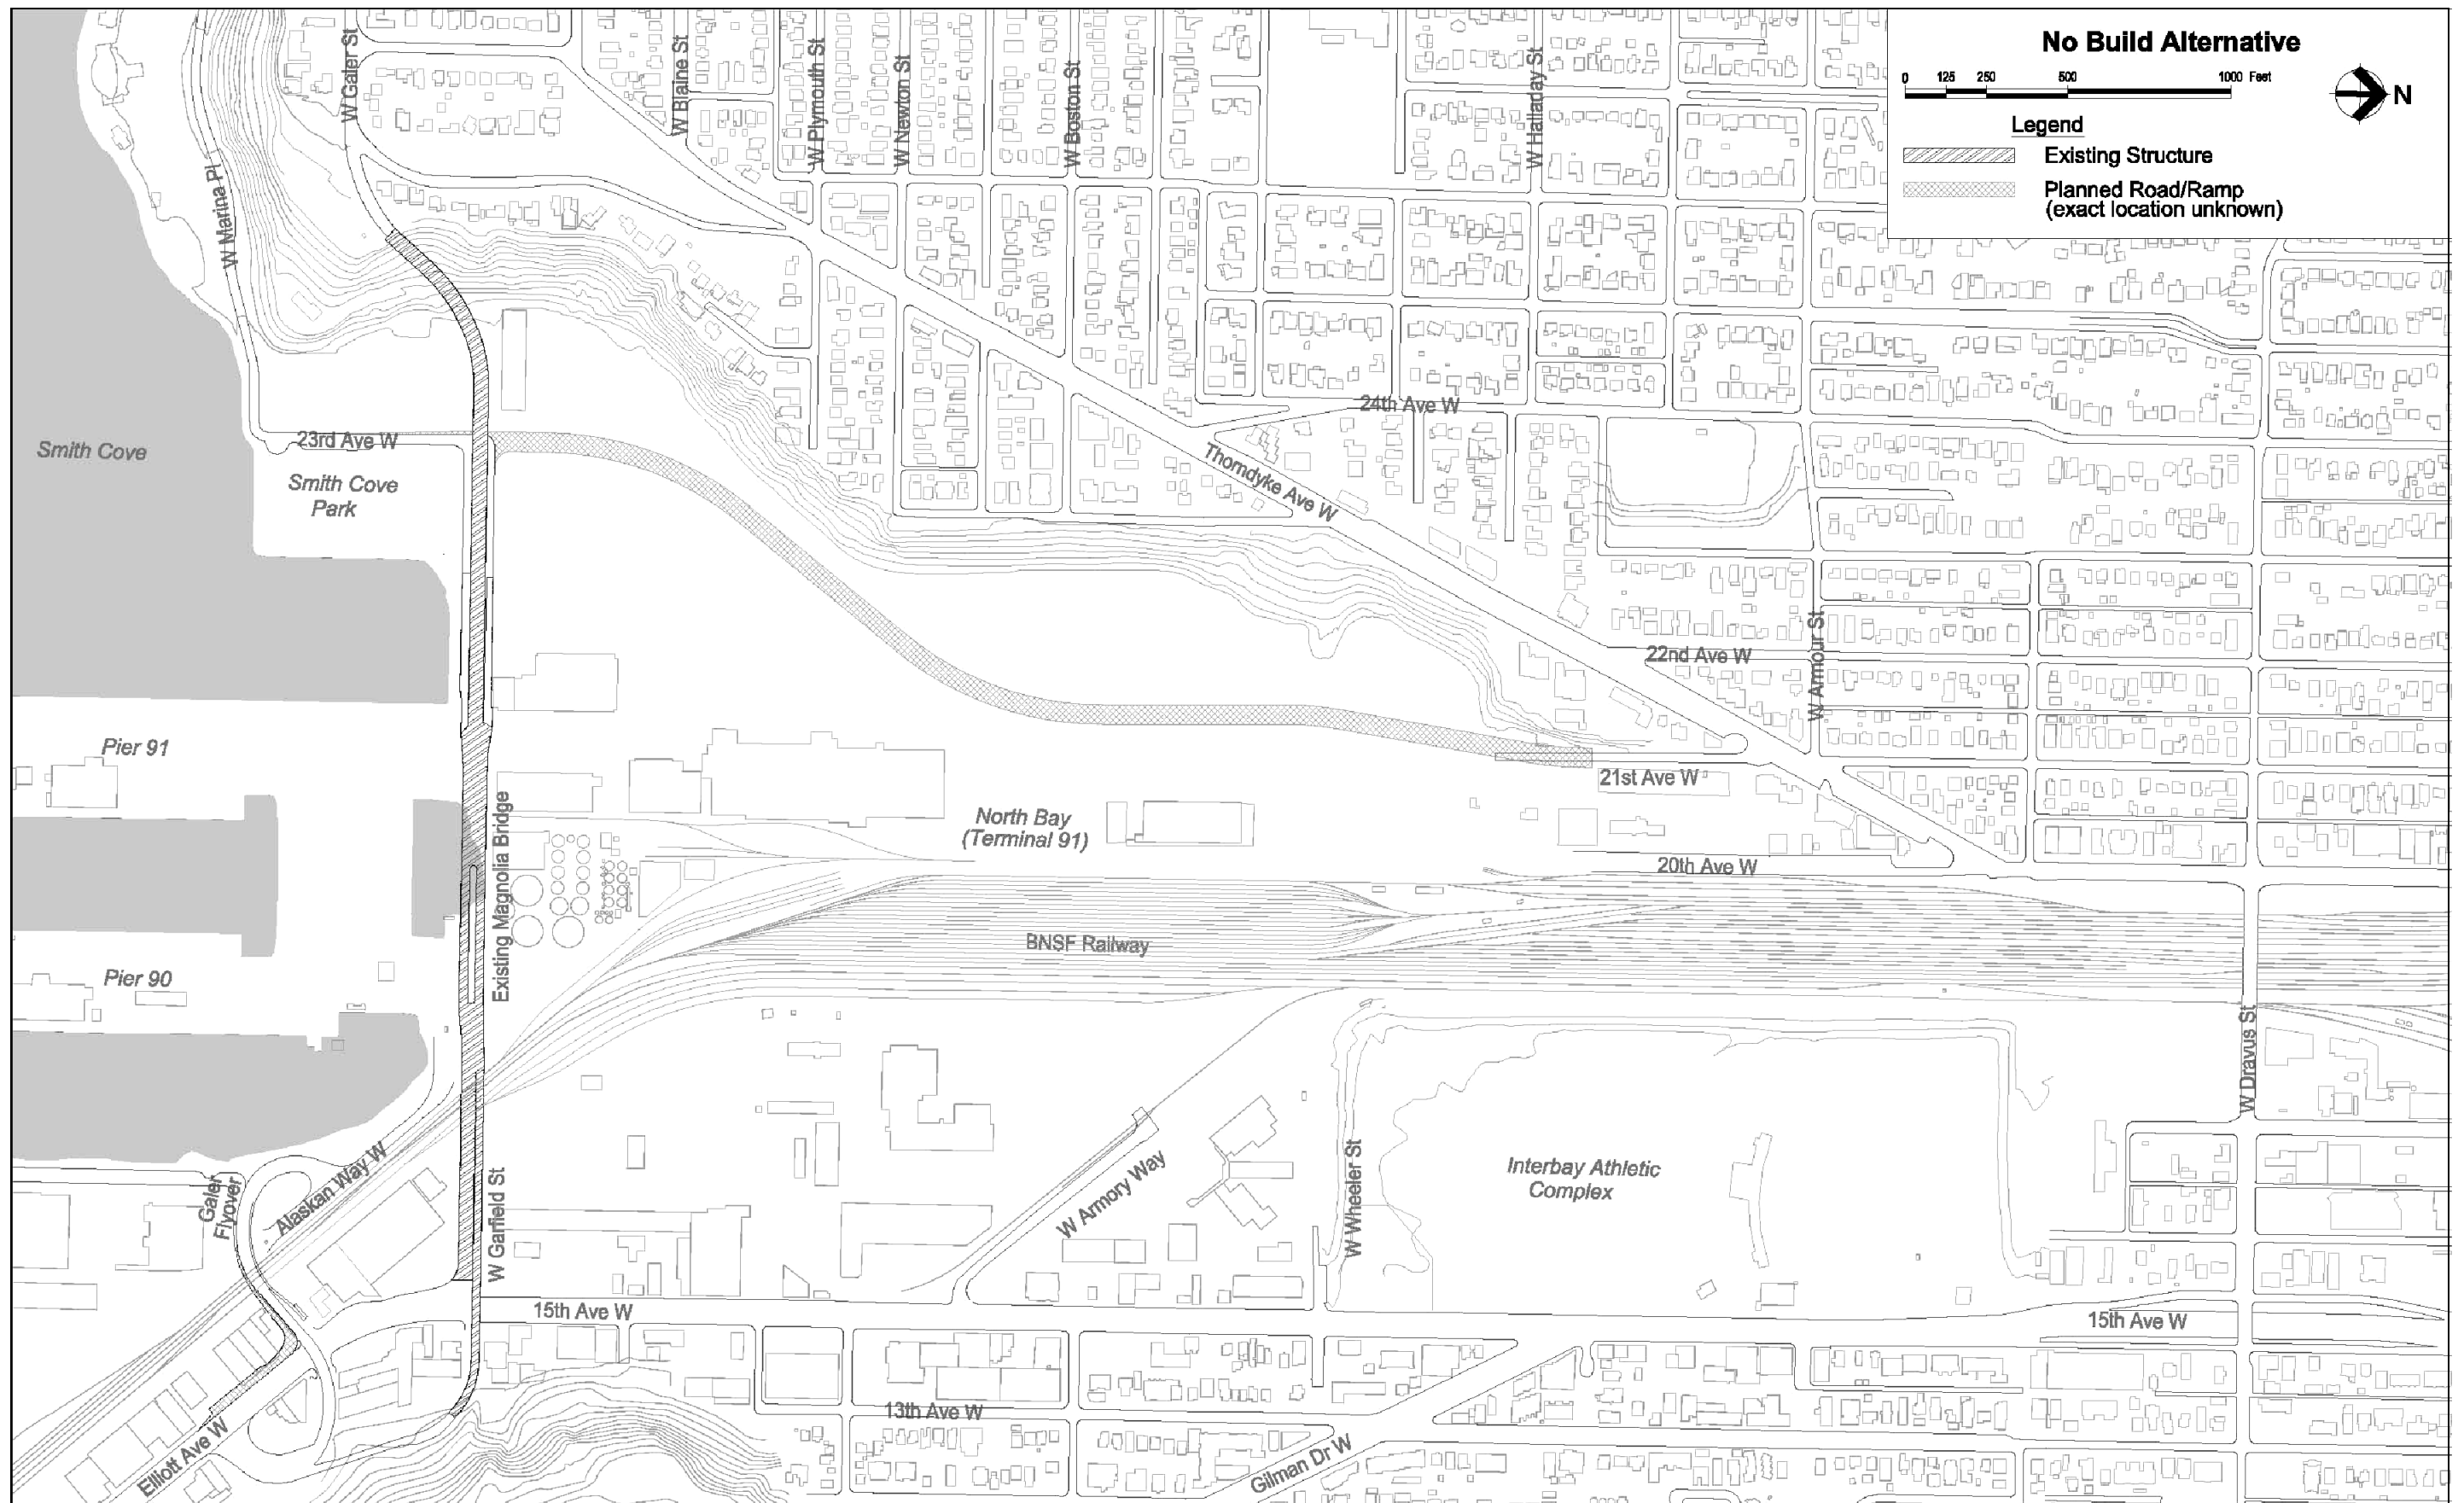 No Build Alternative
0 125 250 500 1000 Feet
N
Legend
Existing Structure
Planned Road/Ramp
(exact location unknown)
W Galer St
W Blaine St
W Plymouth St
W Newton St
W Boston St
W Halladay St
W Marina Pl
24th Ave W
23rd Ave W
Smith Cove
Smith Cove
Park
Thorndyke Ave W
22nd Ave W
W Armour St
Pier 91
21st Ave W
North Bay
(Terminal 91)
20th Ave W
Existing Magnolia Bridge
BNSF Railway
Pier 90
W Dravus St
Galer
Flyover
Alaskan Way W
W Garfield St
W Armory Way
W Wheeler St
Interbay Athletic
Complex
15th Ave W
15th Ave W
13th Ave W
Elliott Ave W
Gilman Dr W